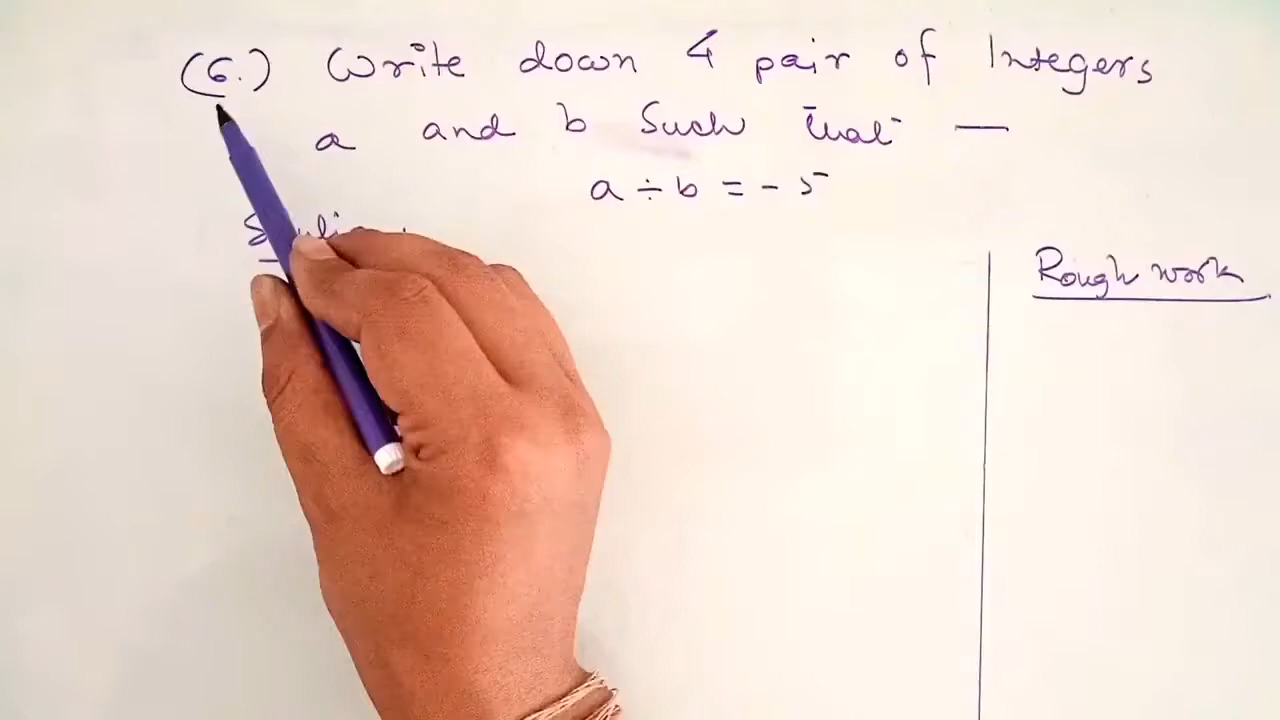 (6.) Write down 4 pair of Integers
a and b Such that —
a ÷ b = - 5
Rough work